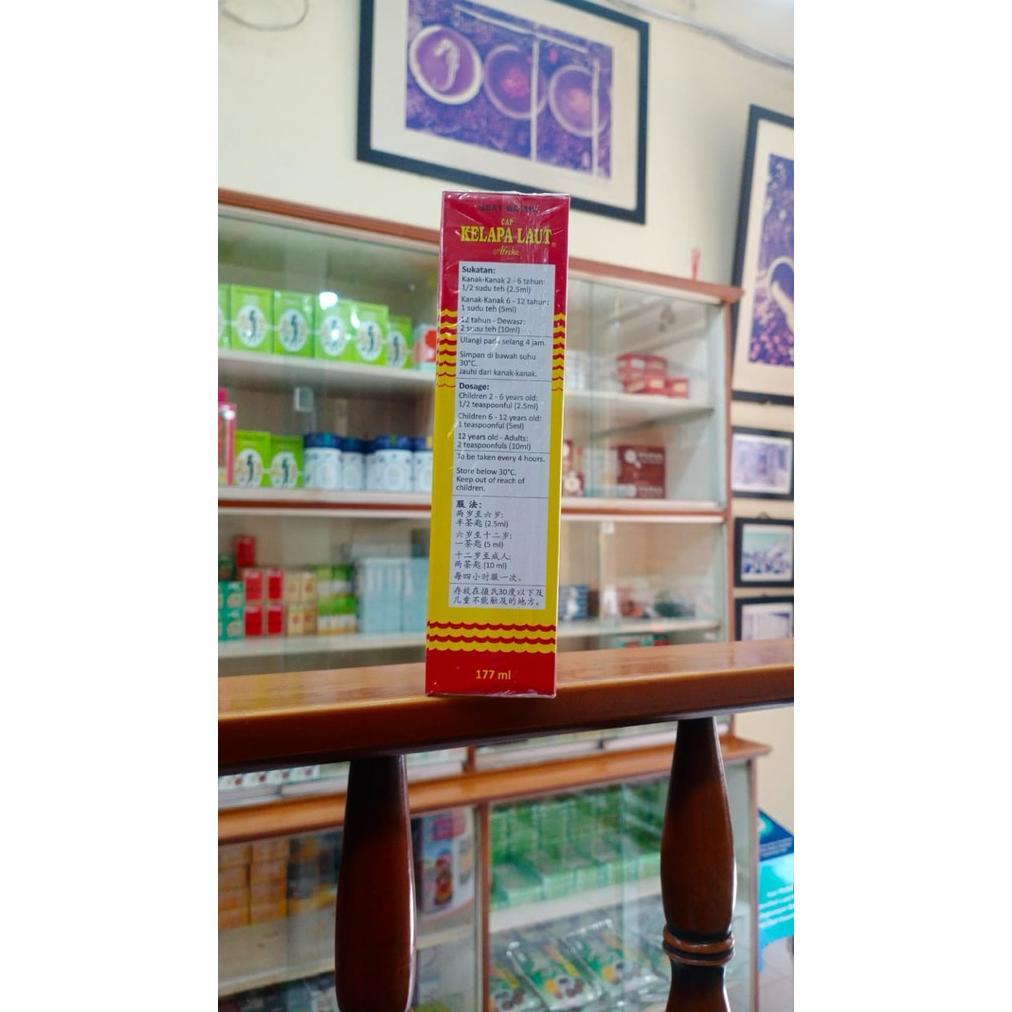 UBAT BATUK
CAP
KELAPA LAUT
Afrika
Sukatan:
Kanak-Kanak 2 - 6 tahun:
1/2 sudu teh (2.5ml)
Kanak-Kanak 6 - 12 tahun:
1 sudu teh (5ml)
12 tahun - Dewasa:
2 sudu teh (10ml)
Ulangi pada selang 4 jam.
Simpan di bawah suhu
30°C.
Jauhi dari kanak-kanak.
Dosage:
Children 2 - 6 years old:
1/2 teaspoonful (2.5ml)
Children 6 - 12 years old:
1 teaspoonful (5ml)
12 years old - Adults:
2 teaspoonfuls (10ml)
To be taken every 4 hours.
Store below 30°C.
Keep out of reach of
children.
服法:
两岁至六岁:
半茶匙 (2.5ml)
六岁至十二岁:
一茶匙 (5 ml)
十二岁至成人:
两茶匙 (10 ml)
每四小时服一次。
存放在摄氏30度以下及
儿童不能触及的地方。
177 ml